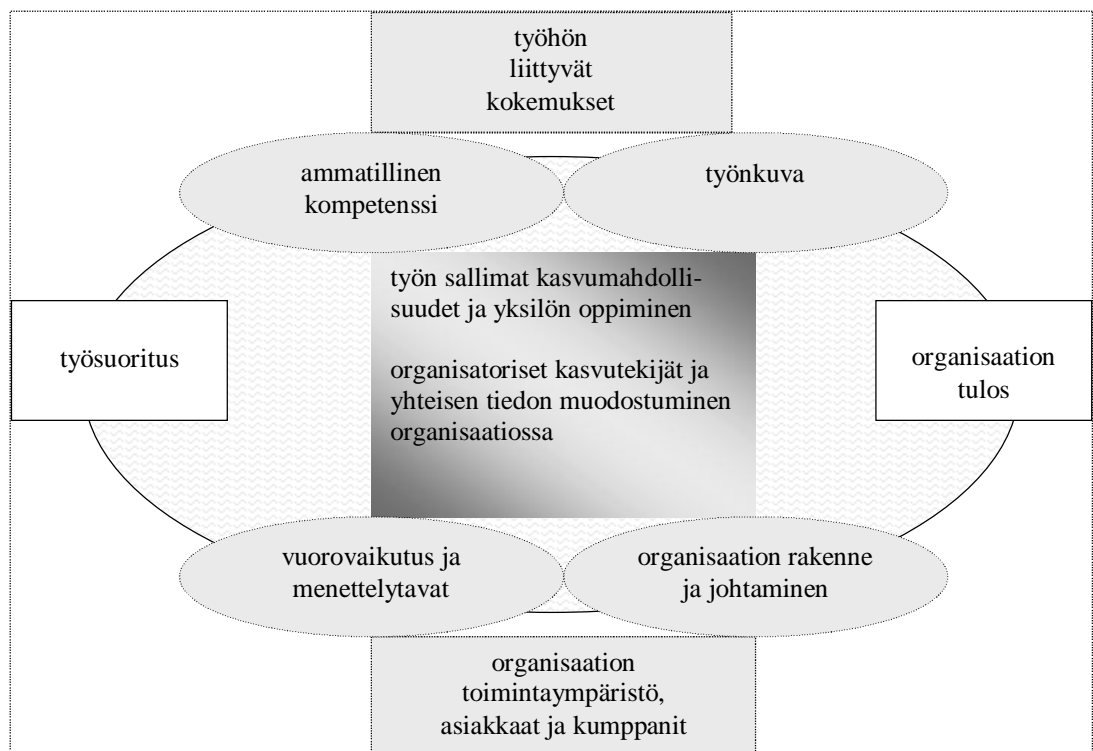 työhön
liittyvät
kokemukset
ammatillinen
kompetenssi
työnkuva
työn sallimat kasvumahdolli-
suudet ja yksilön oppiminen
organisatoriset kasvutekijät ja
yhteisen tiedon muodostuminen
organisaatiossa
työsuoritus
organisaation
tulos
vuorovaikutus ja
menettelytavat
organisaation rakenne
ja johtaminen
organisaation
toimintaympäristö,
asiakkaat ja kumppanit